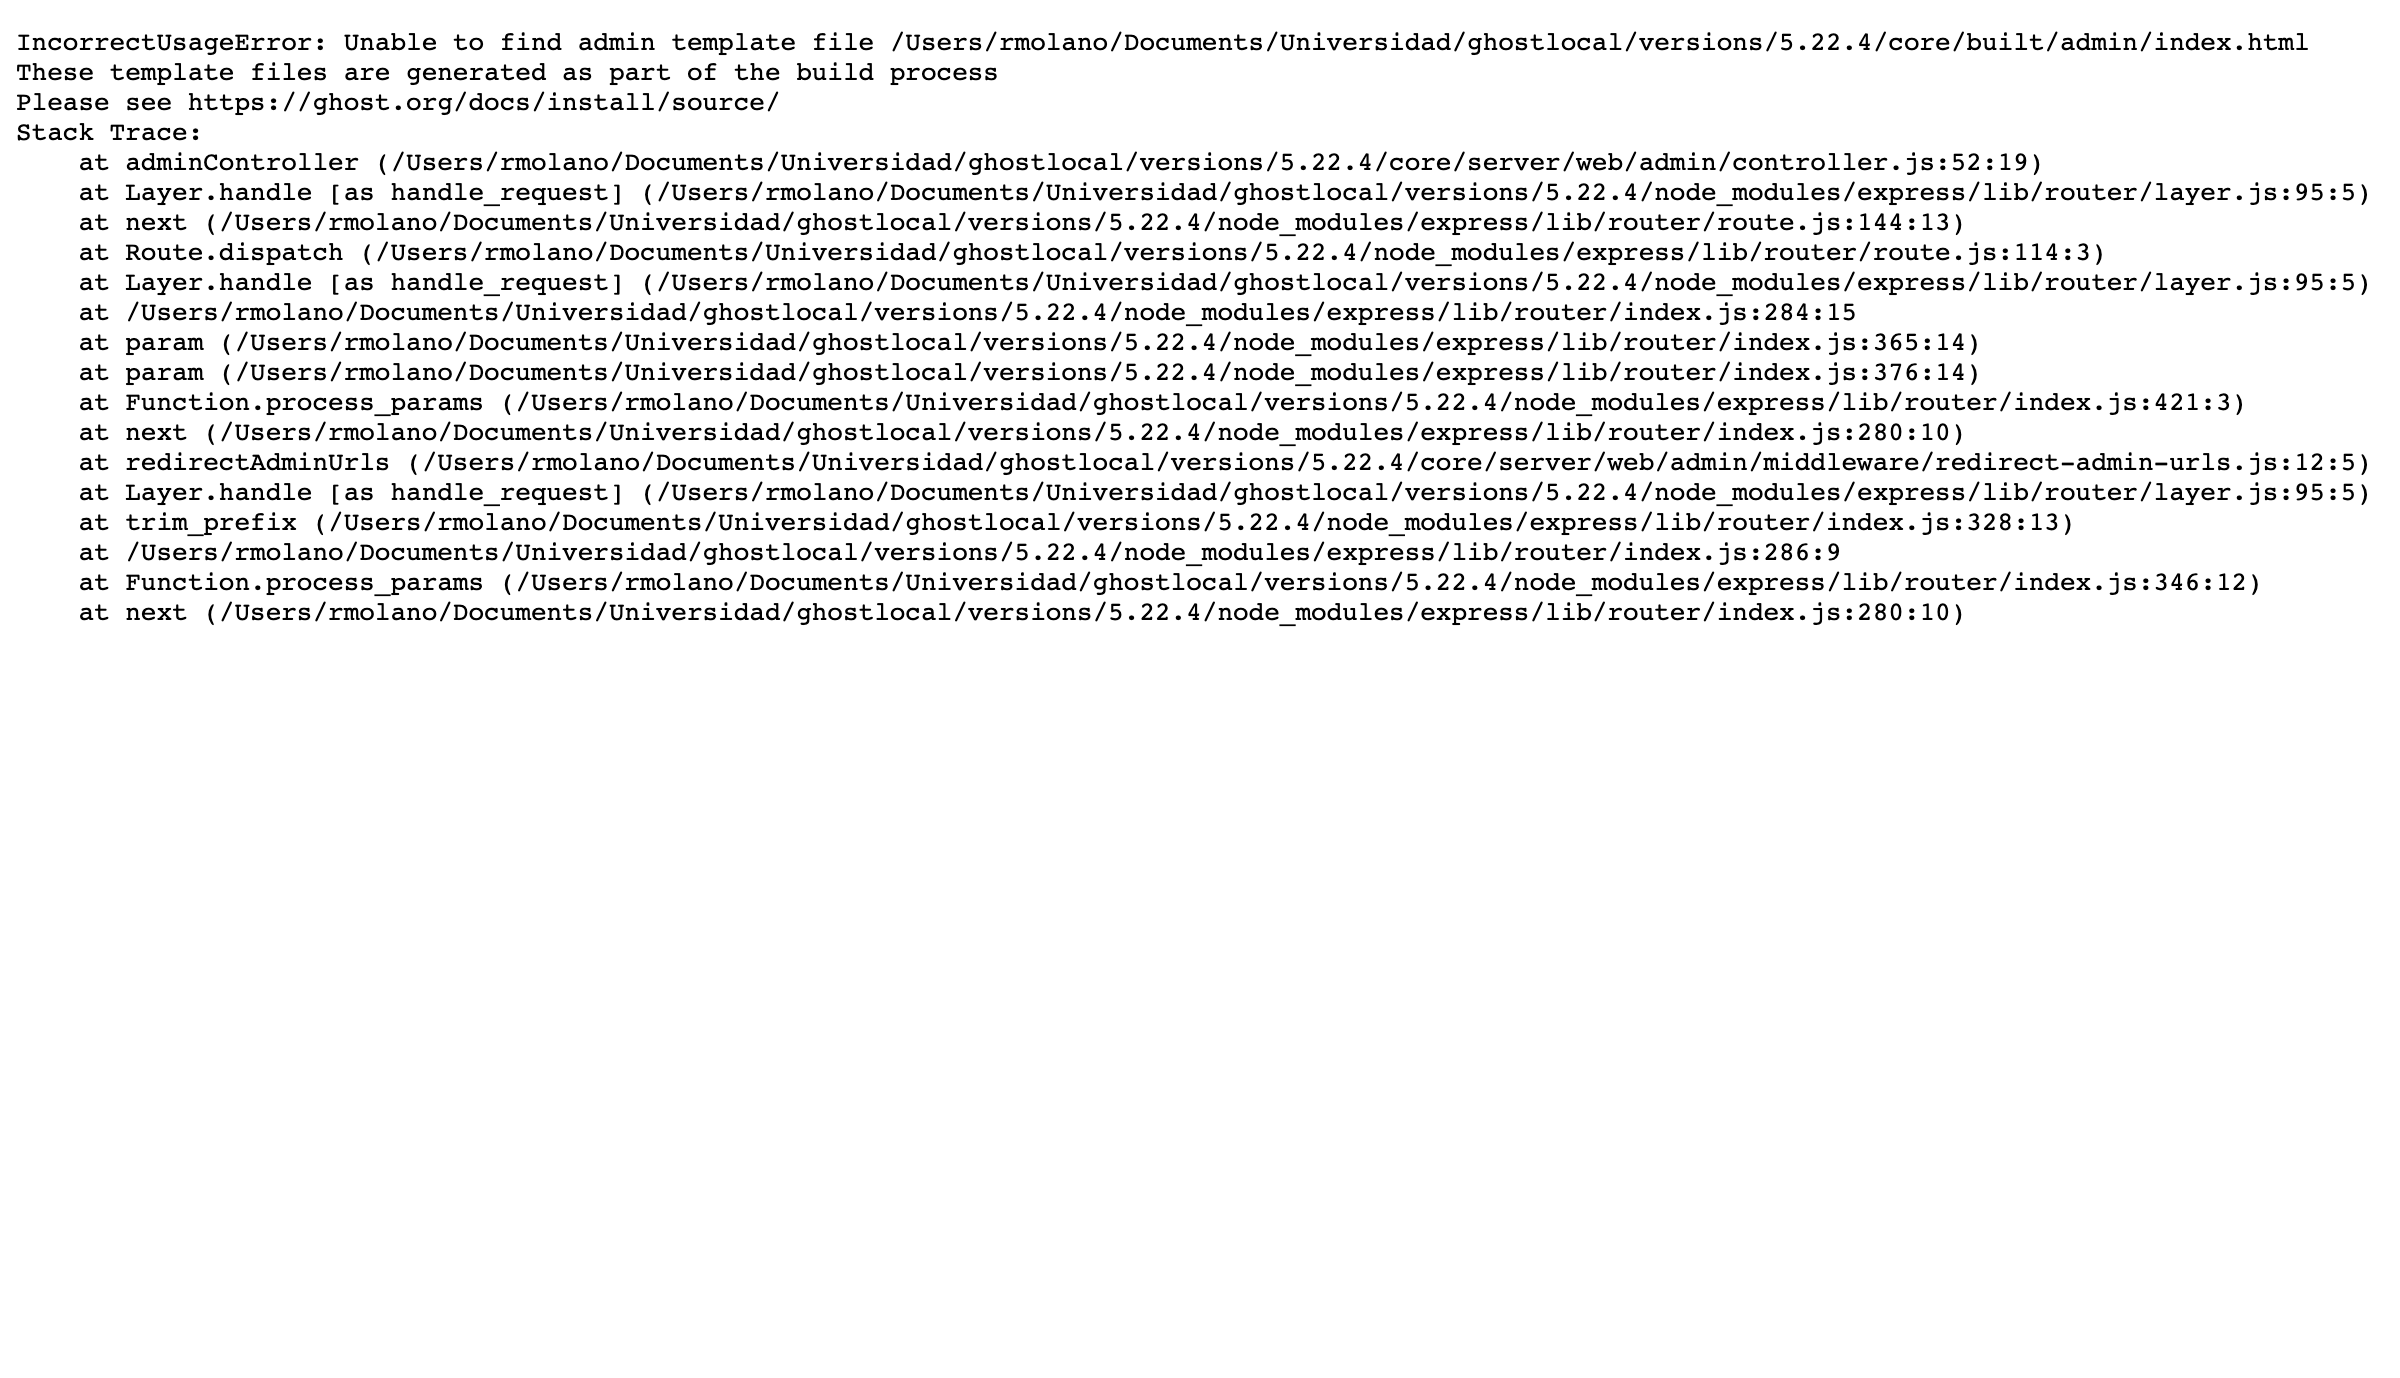 IncorrectUsageError: Unable to find admin template file /Users/rmolano/Documents/Universidad/ghostlocal/versions/5.22.4/core/built/admin/index.html
These template files are generated as part of the build process
Please see https://ghost.org/docs/install/source/
Stack Trace:
    at adminController (/Users/rmolano/Documents/Universidad/ghostlocal/versions/5.22.4/core/server/web/admin/controller.js:52:19)
    at Layer.handle [as handle_request] (/Users/rmolano/Documents/Universidad/ghostlocal/versions/5.22.4/node_modules/express/lib/router/layer.js:95:5)
    at next (/Users/rmolano/Documents/Universidad/ghostlocal/versions/5.22.4/node_modules/express/lib/router/route.js:144:13)
    at Route.dispatch (/Users/rmolano/Documents/Universidad/ghostlocal/versions/5.22.4/node_modules/express/lib/router/route.js:114:3)
    at Layer.handle [as handle_request] (/Users/rmolano/Documents/Universidad/ghostlocal/versions/5.22.4/node_modules/express/lib/router/layer.js:95:5)
    at /Users/rmolano/Documents/Universidad/ghostlocal/versions/5.22.4/node_modules/express/lib/router/index.js:284:15
    at param (/Users/rmolano/Documents/Universidad/ghostlocal/versions/5.22.4/node_modules/express/lib/router/index.js:365:14)
    at param (/Users/rmolano/Documents/Universidad/ghostlocal/versions/5.22.4/node_modules/express/lib/router/index.js:376:14)
    at Function.process_params (/Users/rmolano/Documents/Universidad/ghostlocal/versions/5.22.4/node_modules/express/lib/router/index.js:421:3)
    at next (/Users/rmolano/Documents/Universidad/ghostlocal/versions/5.22.4/node_modules/express/lib/router/index.js:280:10)
    at redirectAdminUrls (/Users/rmolano/Documents/Universidad/ghostlocal/versions/5.22.4/core/server/web/admin/middleware/redirect-admin-urls.js:12:5)
    at Layer.handle [as handle_request] (/Users/rmolano/Documents/Universidad/ghostlocal/versions/5.22.4/node_modules/express/lib/router/layer.js:95:5)
    at trim_prefix (/Users/rmolano/Documents/Universidad/ghostlocal/versions/5.22.4/node_modules/express/lib/router/index.js:328:13)
    at /Users/rmolano/Documents/Universidad/ghostlocal/versions/5.22.4/node_modules/express/lib/router/index.js:286:9
    at Function.process_params (/Users/rmolano/Documents/Universidad/ghostlocal/versions/5.22.4/node_modules/express/lib/router/index.js:346:12)
    at next (/Users/rmolano/Documents/Universidad/ghostlocal/versions/5.22.4/node_modules/express/lib/router/index.js:280:10)